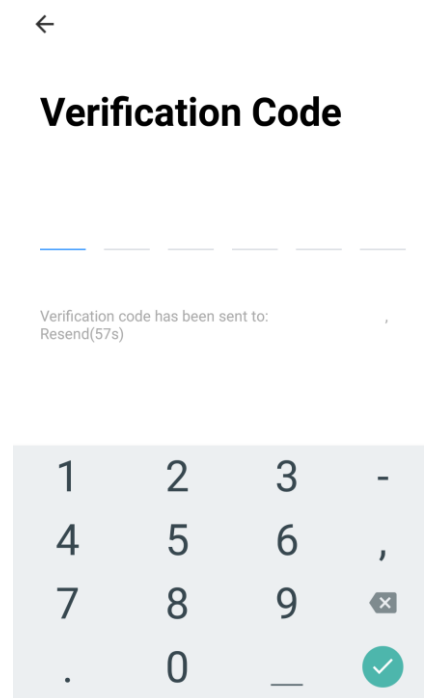 Verification Code
Verification code has been sent to: ,
Resend(57s)
1 2 3 -
4 5 6 ,
7 8 9
. 0 _